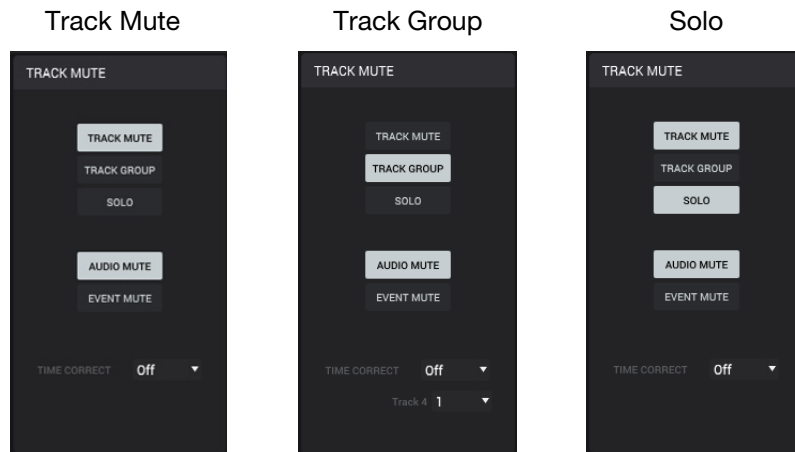 Track Mute
TRACK MUTE
TRACK MUTE
TRACK GROUP
SOLO
AUDIO MUTE
EVENT MUTE
TIME CORRECT Off
Track Group
TRACK MUTE
TRACK MUTE
TRACK GROUP
SOLO
AUDIO MUTE
EVENT MUTE
TIME CORRECT Off
Track 4 1
Solo
TRACK MUTE
TRACK MUTE
TRACK GROUP
SOLO
AUDIO MUTE
EVENT MUTE
TIME CORRECT Off